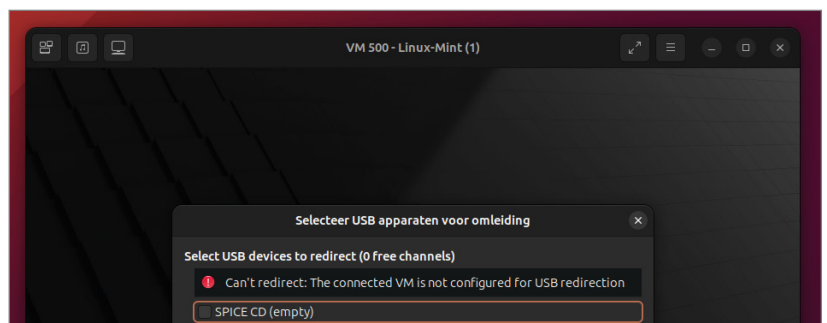 VM 500 - Linux-Mint (1)
Selecteer USB apparaten voor omleiding
Select USB devices to redirect (0 free channels)
Can't redirect: The connected VM is not configured for USB redirection
SPICE CD (empty)